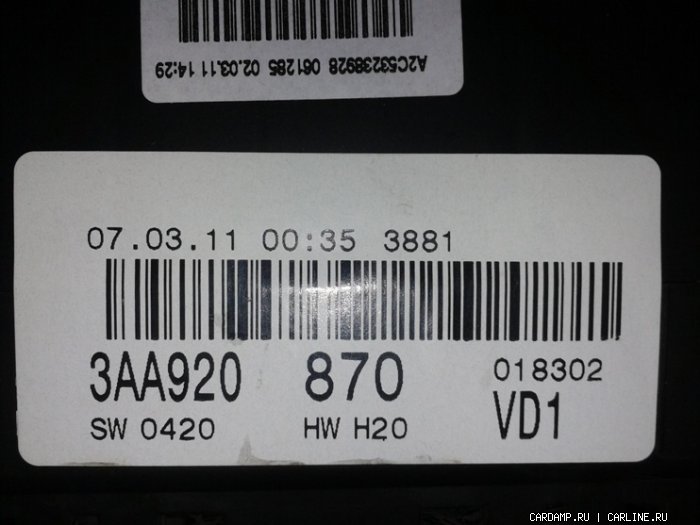 A2C53238928 061285 02.03.11 14:29
07.03.11 00:35 3881
3AA920 870 018302
SW 0420 HW H20 VD1
CARDAMP.RU | CARLINE.RU